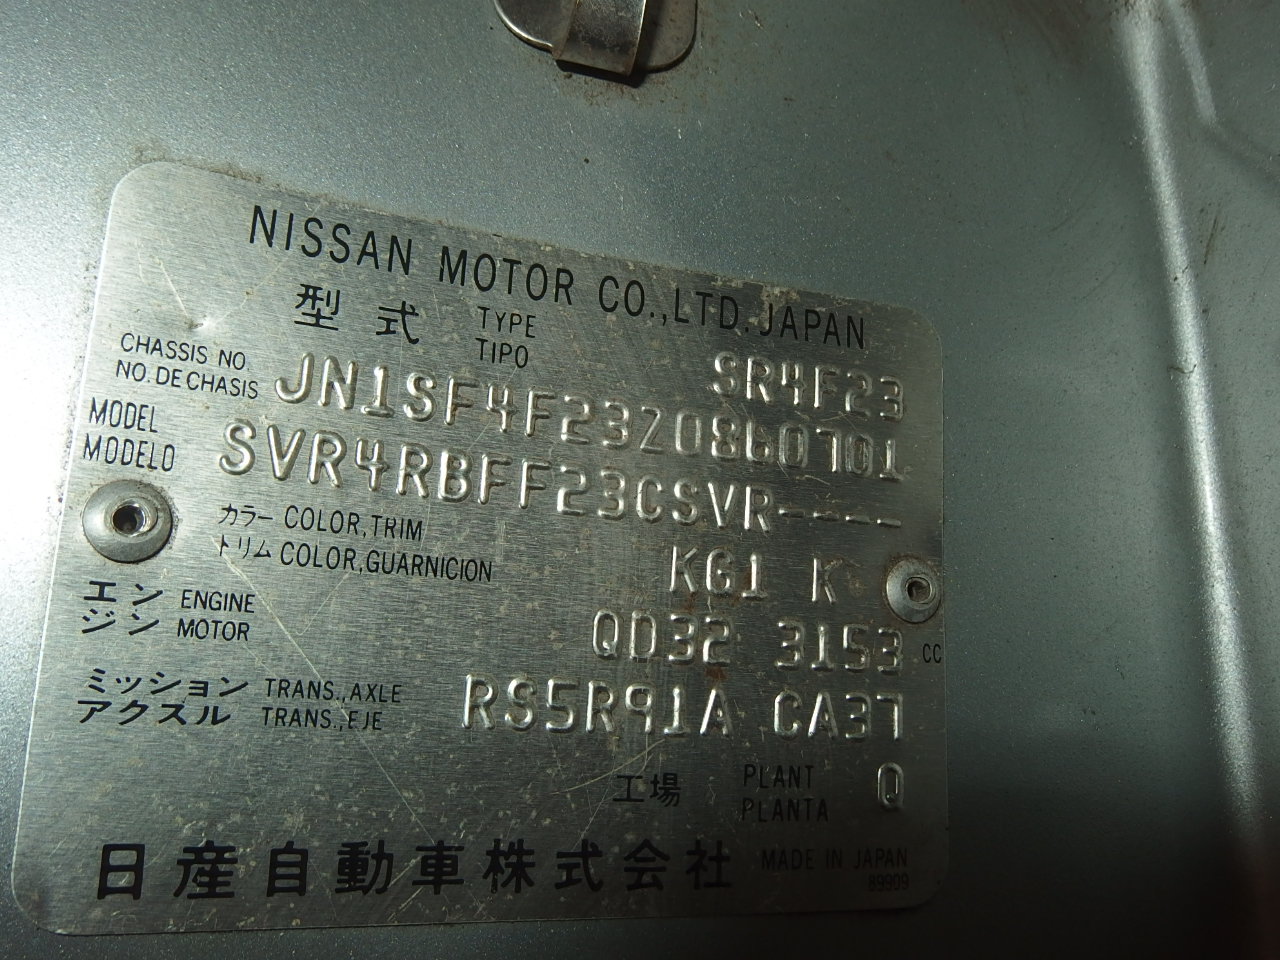 NISSAN MOTOR CO.,LTD.JAPAN
型 式 TYPE TIPO SR4F23
CHASSIS NO NO.DE CHASIS JN1SF4F23Z0860701
MODEL MODELO SVR4RBFF23CSVR----
カラー COLOR,TRIM
トリム COLOR,GUARNICION KG1 K
エンジン ENGINE MOTOR QD32 3153 CC
ミッション TRANS.,AXLE
アクスル TRANS.,EJE RS5R91A CA37
工場 PLANT PLANTA Q
日産自動車株式会社 MADE IN JAPAN
89909